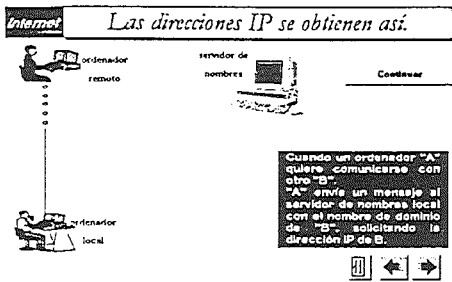 Internet
Las direcciones IP se obtienen así.
ordenador
remoto
servidor de
nombres
Continuar
Cuando un ordenador "A"
quiere comunicarse con
otro "B".
"A" envía un mensaje al
servidor de nombres local
con el nombre de dominio
de "B", solicitando la
dirección IP de B.
ordenador
local